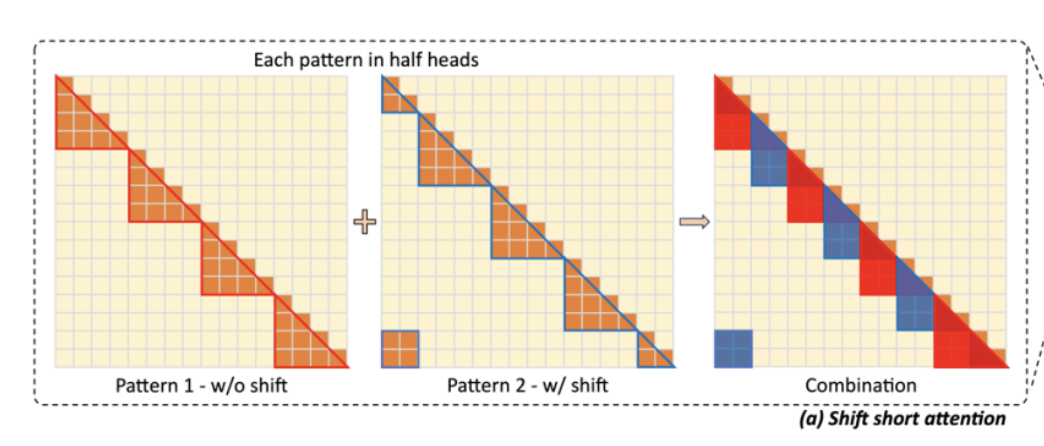 Each pattern in half heads
Pattern 1 - w/o shift
Pattern 2 - w/ shift
Combination
(a) Shift short attention